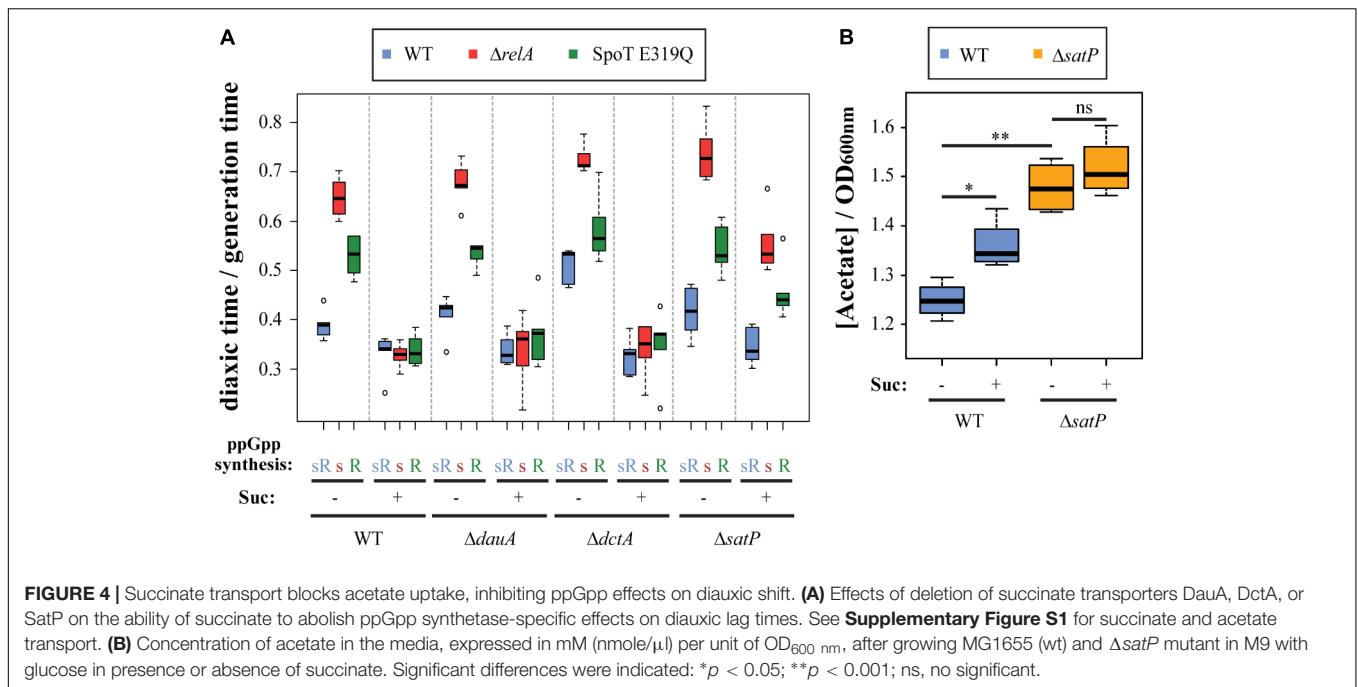 A
WT ΔrelA SpoT E319Q
diaxic time / generation time
0.8
0.7
0.6
0.5
0.4
0.3
ppGpp
synthesis:
sR s R sR s R sR s R sR s R sR s R sR s R sR s R sR s R
Suc: - + - + - + - +
WT ΔdauA ΔdctA ΔsatP
B
WT ΔsatP
[Acetate] / OD600nm
1.6
1.5
1.3
1.3
1.2
* ** ns
Suc: - + - +
WT ΔsatP
FIGURE 4 | Succinate transport blocks acetate uptake, inhibiting ppGpp effects on diauxic shift. (A) Effects of deletion of succinate transporters DauA, DctA, or
SatP on the ability of succinate to abolish ppGpp synthetase-specific effects on diauxic lag times. See Supplementary Figure S1 for succinate and acetate
transport. (B) Concentration of acetate in the media, expressed in mM (nmole/μl) per unit of OD600 nm, after growing MG1655 (wt) and ΔsatP mutant in M9 with
glucose in presence or absence of succinate. Significant differences were indicated: *p < 0.05; **p < 0.001; ns, no significant.